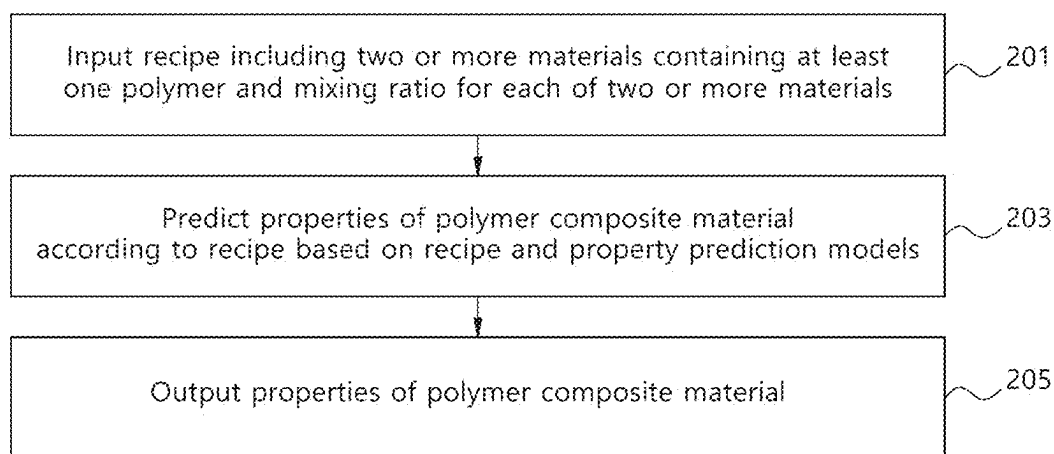 Input recipe including two or more materials containing at least
one polymer and mixing ratio for each of two or more materials
201
Predict properties of polymer composite material
according to recipe based on recipe and property prediction models
203
Output properties of polymer composite material
205